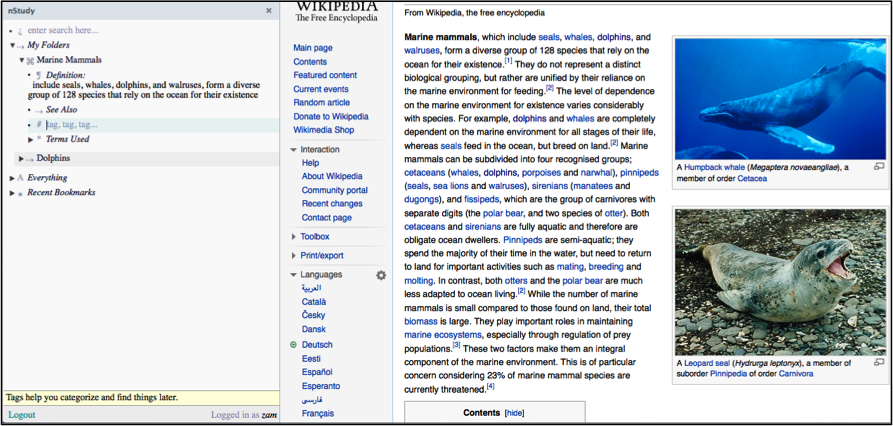 nStudy ×
enter search here...
My Folders
Marine Mammals
¶ Definition:
include seals, whales, dolphins, and walruses, form a diverse
group of 128 species that rely on the ocean for their existence
See Also
# tag, tag, tag...
* Terms Used
Dolphins
A Everything
* Recent Bookmarks
Tags help you categorize and find things later.
Logout Logged in as zam
WIKIPEDIA
The Free Encyclopedia
Main page
Contents
Featured content
Current events
Random article
Donate to Wikipedia
Wikimedia Shop
Interaction
Help
About Wikipedia
Community portal
Recent changes
Contact page
Toolbox
Print/export
Languages
العربية
Català
Česky
Dansk
Deutsch
Eesti
Español
Esperanto
فارسی
Français
From Wikipedia, the free encyclopedia
Marine mammals, which include seals, whales, dolphins, and
walruses, form a diverse group of 128 species that rely on the
ocean for their existence.[1] They do not represent a distinct
biological grouping, but rather are unified by their reliance on
the marine environment for feeding.[2] The level of dependence
on the marine environment for existence varies considerably
with species. For example, dolphins and whales are completely
dependent on the marine environment for all stages of their life,
whereas seals feed in the ocean, but breed on land.[2] Marine
mammals can be subdivided into four recognised groups;
cetaceans (whales, dolphins, porpoises and narwhal), pinnipeds
(seals, sea lions and walruses), sirenians (manatees and
dugongs), and fissipeds, which are the group of carnivores with
separate digits (the polar bear, and two species of otter). Both
cetaceans and sirenians are fully aquatic and therefore are
obligate ocean dwellers. Pinnipeds are semi-aquatic; they
spend the majority of their time in the water, but need to return
to land for important activities such as mating, breeding and
molting. In contrast, both otters and the polar bear are much
less adapted to ocean living.[2] While the number of marine
mammals is small compared to those found on land, their total
biomass is large. They play important roles in maintaining
marine ecosystems, especially through regulation of prey
populations.[3] These two factors make them an integral
component of the marine environment. This is of particular
concern considering 23% of marine mammal species are
currently threatened.[4]
Contents [hide]
A Humpback whale (Megaptera novaeangliae), a
member of order Cetacea
A Leopard seal (Hydrurga leptonyx), a member of
suborder Pinnipedia of order Carnivora